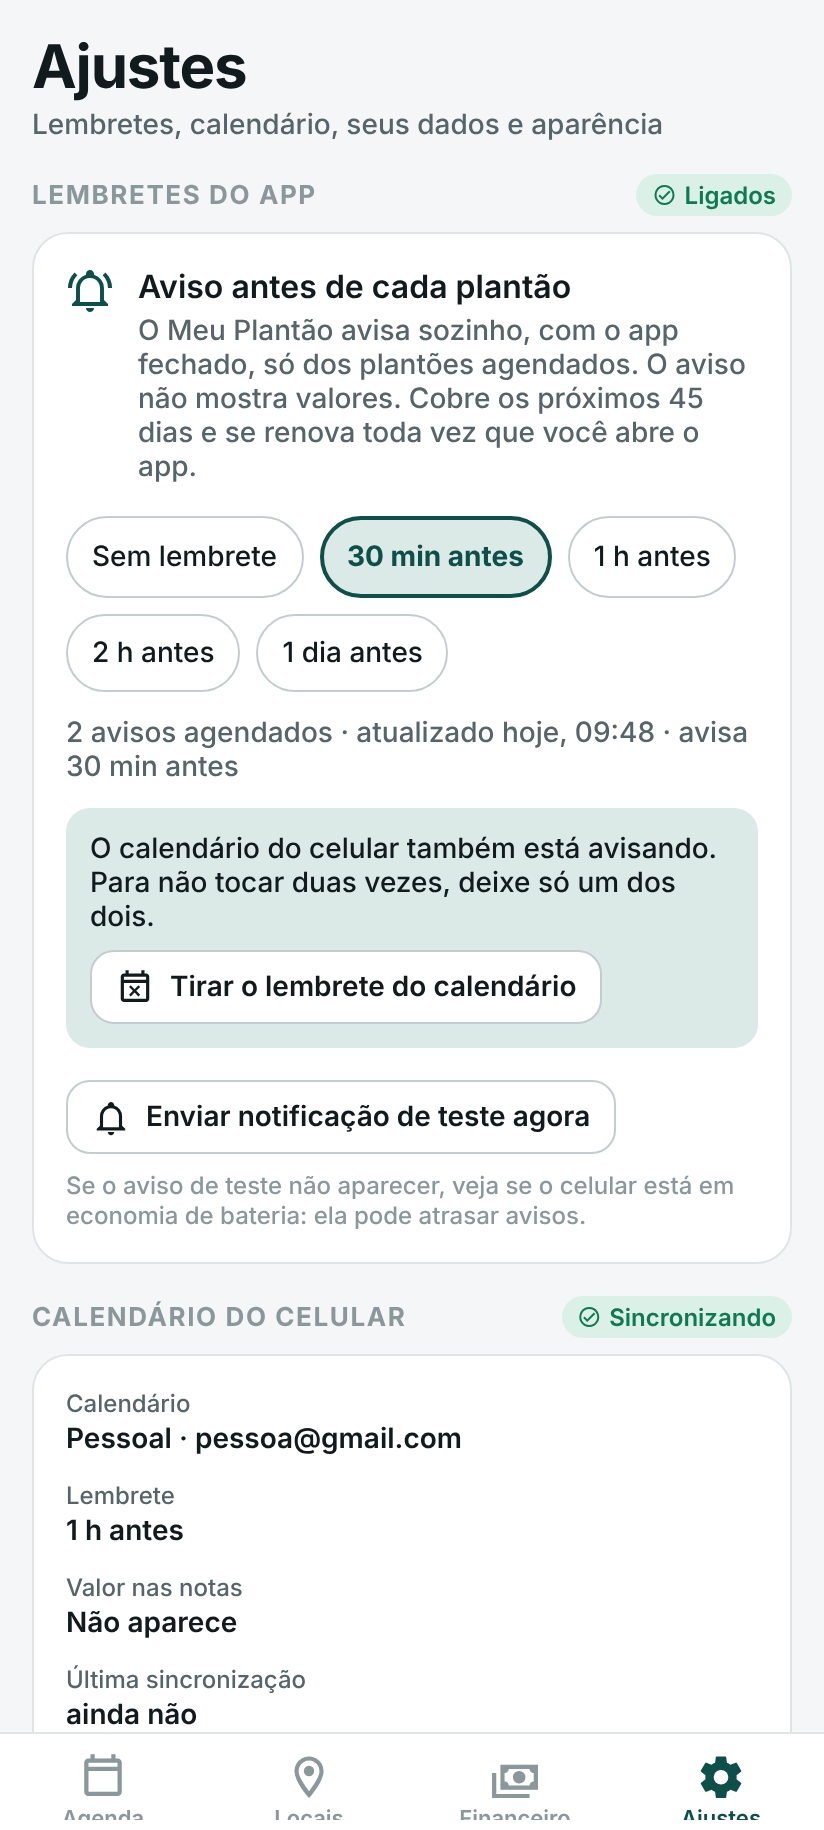 Ajustes
Lembretes, calendário, seus dados e aparência
LEMBRETES DO APP
Ligados
Aviso antes de cada plantão
O Meu Plantão avisa sozinho, com o app
fechado, só dos plantões agendados. O aviso
não mostra valores. Cobre os próximos 45
dias e se renova toda vez que você abre o
app.
Sem lembrete
30 min antes
1 h antes
2 h antes
1 dia antes
2 avisos agendados · atualizado hoje, 09:48 · avisa
30 min antes
O calendário do celular também está avisando.
Para não tocar duas vezes, deixe só um dos
dois.
Tirar o lembrete do calendário
Enviar notificação de teste agora
Se o aviso de teste não aparecer, veja se o celular está em
economia de bateria: ela pode atrasar avisos.
CALENDÁRIO DO CELULAR
Sincronizando
Calendário
Pessoal · pessoa@gmail.com
Lembrete
1 h antes
Valor nas notas
Não aparece
Última sincronização
ainda não
Agenda
Locais
Financeiro
Ajustes